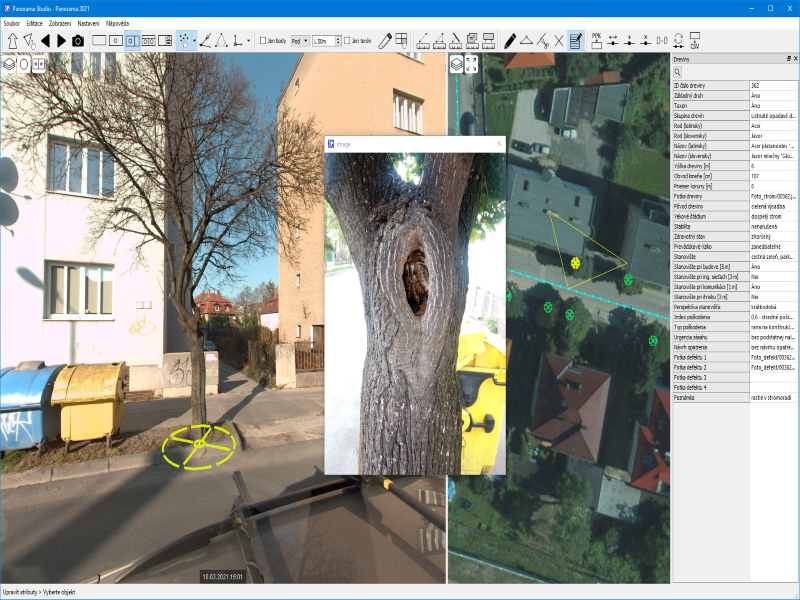 Panorama Studio - Panorama 2021
Soubor Editace Zobrazení Nastavení Nápověda
Jen body Pod 1.50m Jen terén
PPK
CSV
Dreviny
Image
ID číslo dreviny 362
Základný druh Áno
Taxon Áno
Skupina drevín Listnaté opadavé d...
Rod (latinsky) Acer
Rod (slovensky) Javor
Názov (latinsky) Acer platanoides '...
Názov (slovensky) Javor mliečny "Glo...
Výška dreviny [m] 6
Obvod kmeňa [cm] 107
Priemer koruny [m] 6
Fotka dreviny Foto_strom/00362.j...
Pôvod dreviny cielená výsadba
Vekové štádium dospelý strom
Stabilita nenarušená
Zdravotný stav zhoršený
Prevádzkové riziko zanedbateľné
Stanovište cestná zeleň, park...
Stanovište pri budove [5 m] Áno
Stanovište pri ing. sieťach [3 m] Nie
Stanovište pri komunikácii [1 m] Áno
Stanovište pri ihrisku [3 m] Nie
Perspektíva stanovišťa krátkodobá
Index poškodenia 0,6 - stredné pošk...
Typ poškodenia rana na konštrukč...
Urgencia zásahu bez podstatnej nal...
Návrh opatrenia bez návrhu opatre...
Fotka defektu 1 Foto_defekt/00362...
Fotka defektu 2 Foto_defekt/00362...
Fotka defektu 3
Fotka defektu 4
Poznámka rastie v stromoradí
10.03.2021 15:01
Upravit atributy > Vyberte objekt